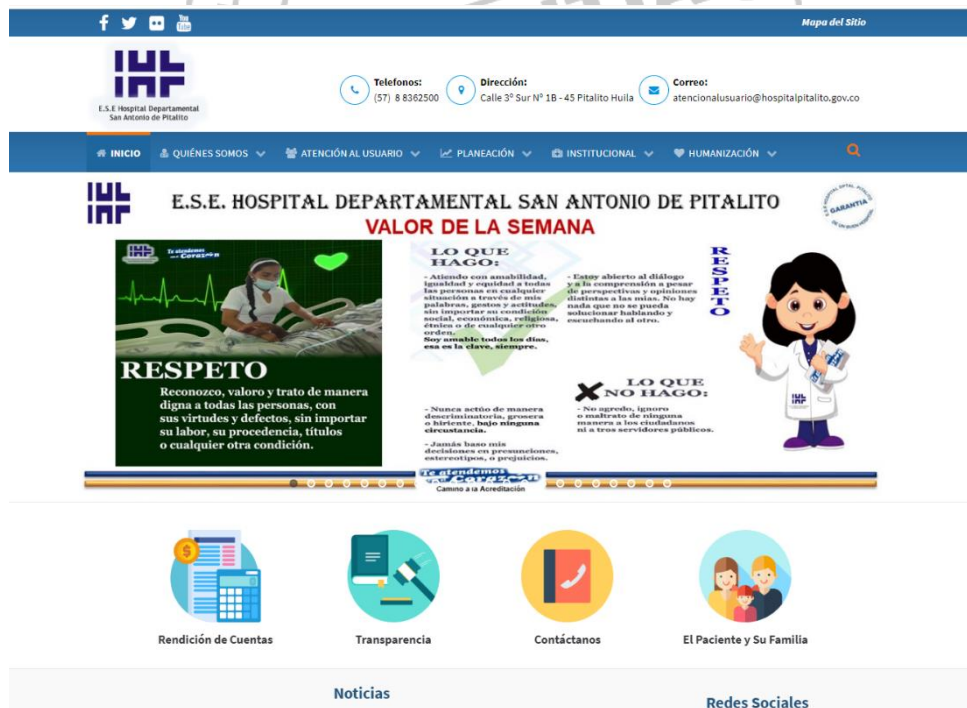 You
Tube
Mapa del Sitio
E.S.E Hospital Departamental
San Antonio de Pitalito
Telefonos:
(57) 8 8362500
Dirección:
Calle 3° Sur N° 1B - 45 Pitalito Huila
Correo:
atencionalusuario@hospitalpitalito.gov.co
INICIO
QUIÉNES SOMOS
ATENCIÓN AL USUARIO
PLANEACIÓN
INSTITUCIONAL
HUMANIZACIÓN
E.S.E. HOSPITAL DEPARTAMENTAL SAN ANTONIO DE PITALITO
VALOR DE LA SEMANA
GARANTIA
Te atendemos
Corazón
RESPETO
Reconozco, valoro y trato de manera
digna a todas las personas, con
sus virtudes y defectos, sin importar
su labor, su procedencia, títulos
o cualquier otra condición.
LO QUE
HAGO:
- Atiendo con amabilidad,
igualdad y equidad a todas
las personas en cualquier
situación a través de mis
palabras, gestos y actitudes,
sin importar su condición
social, económica, religiosa,
étnica o de cualquier otro
orden.
Soy amable todos los días,
esa es la clave, siempre.
- Estoy abierto al diálogo
y a la comprensión a pesar
de perspectivas y opiniones
distintas a las mias. No hay
nada que no se pueda
solucionar hablando y
escuchando al otro.
RESPETO
LO QUE
NO HAGO:
- Nunca actúo de manera
descriminatoria, grosera
o hiriente, bajo ninguna
circustancia.
- Jamás baso mis
decisiones en presunciones,
estereotipos, o prejuicios.
- No agredo, ignoro
o maltrato de ninguna
manera a los ciudadanos
ni a tros servidores públicos.
Te atendemos
Corazón
Camino a la Acreditación
Rendición de Cuentas
Transparencia
Contáctanos
El Paciente y Su Familia
Noticias
Redes Sociales